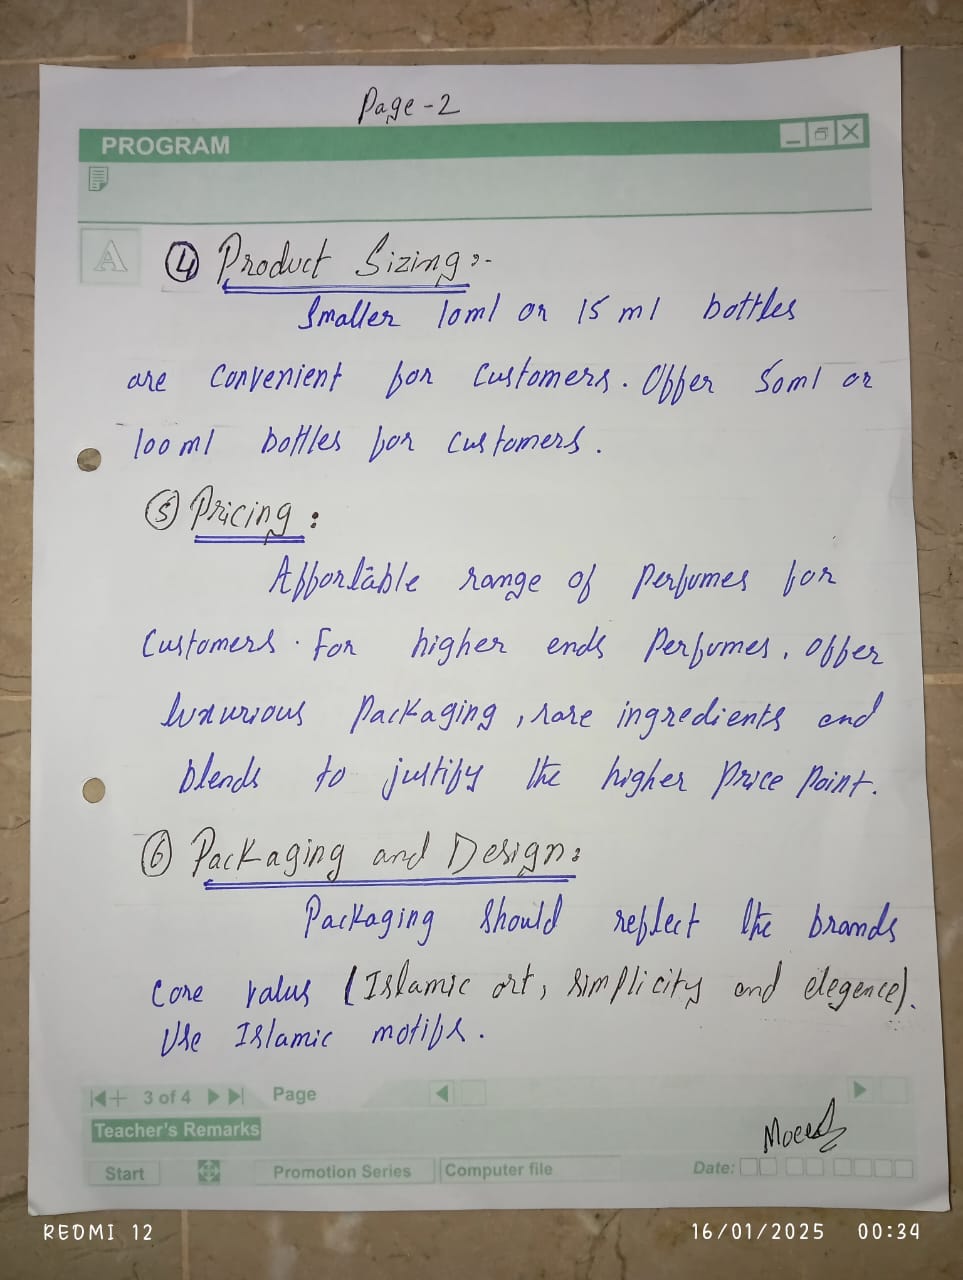 Page-2
PROGRAM
A
④ Product Sizing:-
Smaller 10ml or 15 ml bottles
are convenient for customers. Offer 50ml or
100 ml bottles for customers.
⑤ Pricing:
Affordable range of perfumes for
Customers. For higher ends Perfumes, offer
luxurious Packaging, rare ingredients and
blends to justify the higher Price Point.
⑥ Packaging and Design:
Packaging Should reflect the brands
Core valus (Islamic art, simplicity and elegence).
Use Islamic motifs.
3 of 4 Page
Teacher's Remarks
Start Promotion Series Computer file Date:
REDMI 12 16/01/2025 00:34